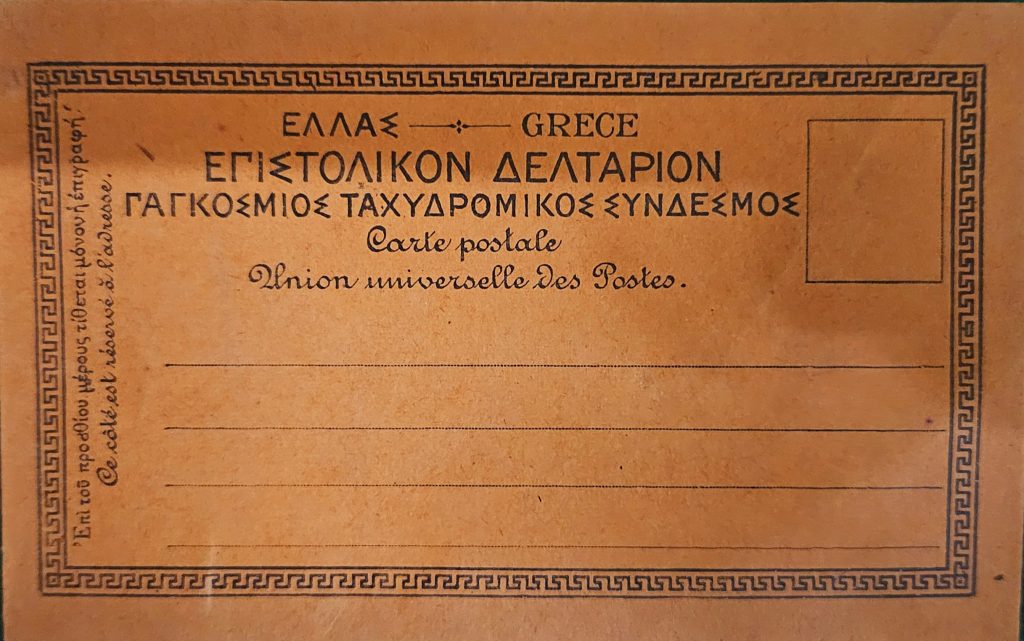 ΕΛΛΑΣ — GRECE
ΕΠΙΣΤΟΛΙΚΟΝ ΔΕΛΤΑΡΙΟΝ
ΠΑΓΚΟΣΜΙΟΣ ΤΑΧΥΔΡΟΜΙΚΟΣ ΣΥΝΔΕΣΜΟΣ
Carte postale
Union universelle des Postes.
Ἐπὶ τοῦ προσθίου μέρους τίθεται μόνον ἡ ἐπιγραφή
Ce côté est réservé à l'adresse.